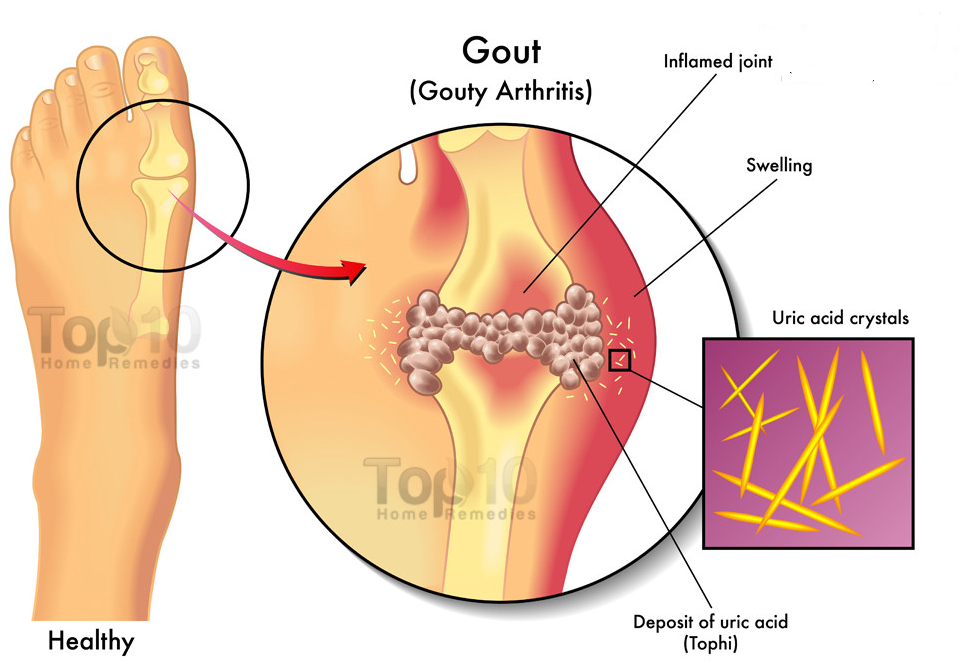 Gout
(Gouty Arthritis)
Inflamed joint
Swelling
Uric acid crystals
Top10
Home Remedies
Top10
Home Remedies
Deposit of uric acid
(Tophi)
Healthy